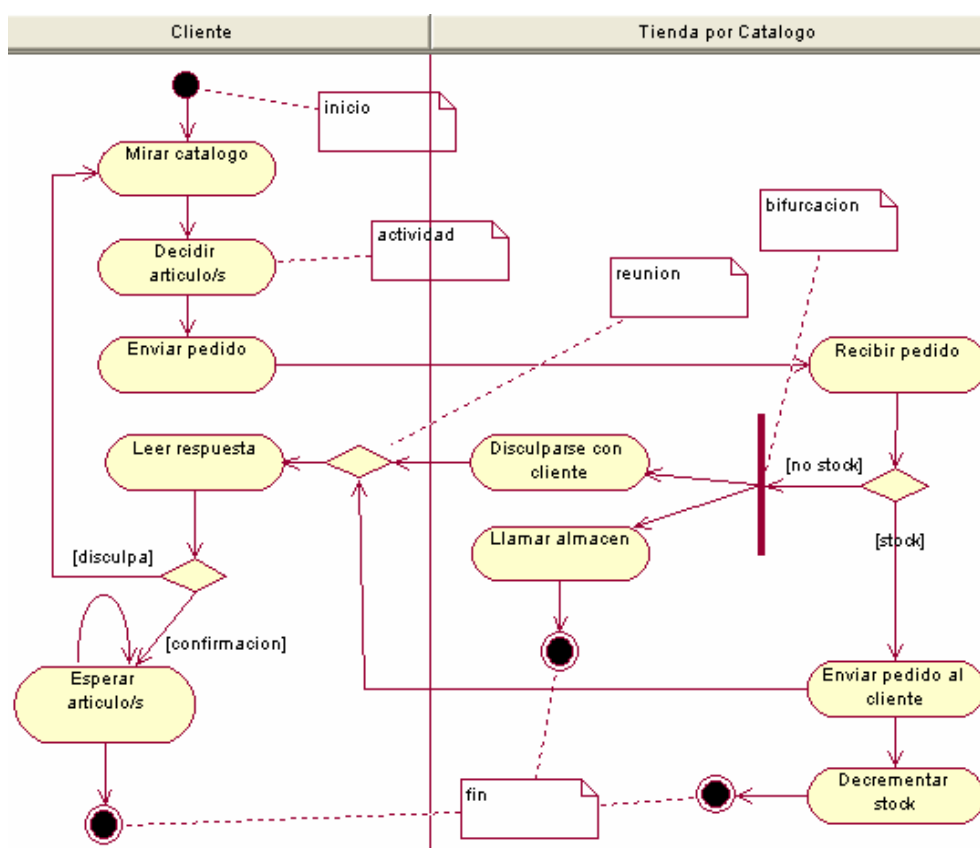 Cliente
Tienda por Catalogo
inicio
Mirar catalogo
bifurcacion
actividad
Decidir
articulo/s
reunion
Enviar pedido
Recibir pedido
Leer respuesta
Disculparse con
cliente
[no stock]
Llamar almacen
[stock]
[disculpa]
[confirmacion]
Esperar
articulo/s
Enviar pedido al
cliente
fin
Decrementar
stock